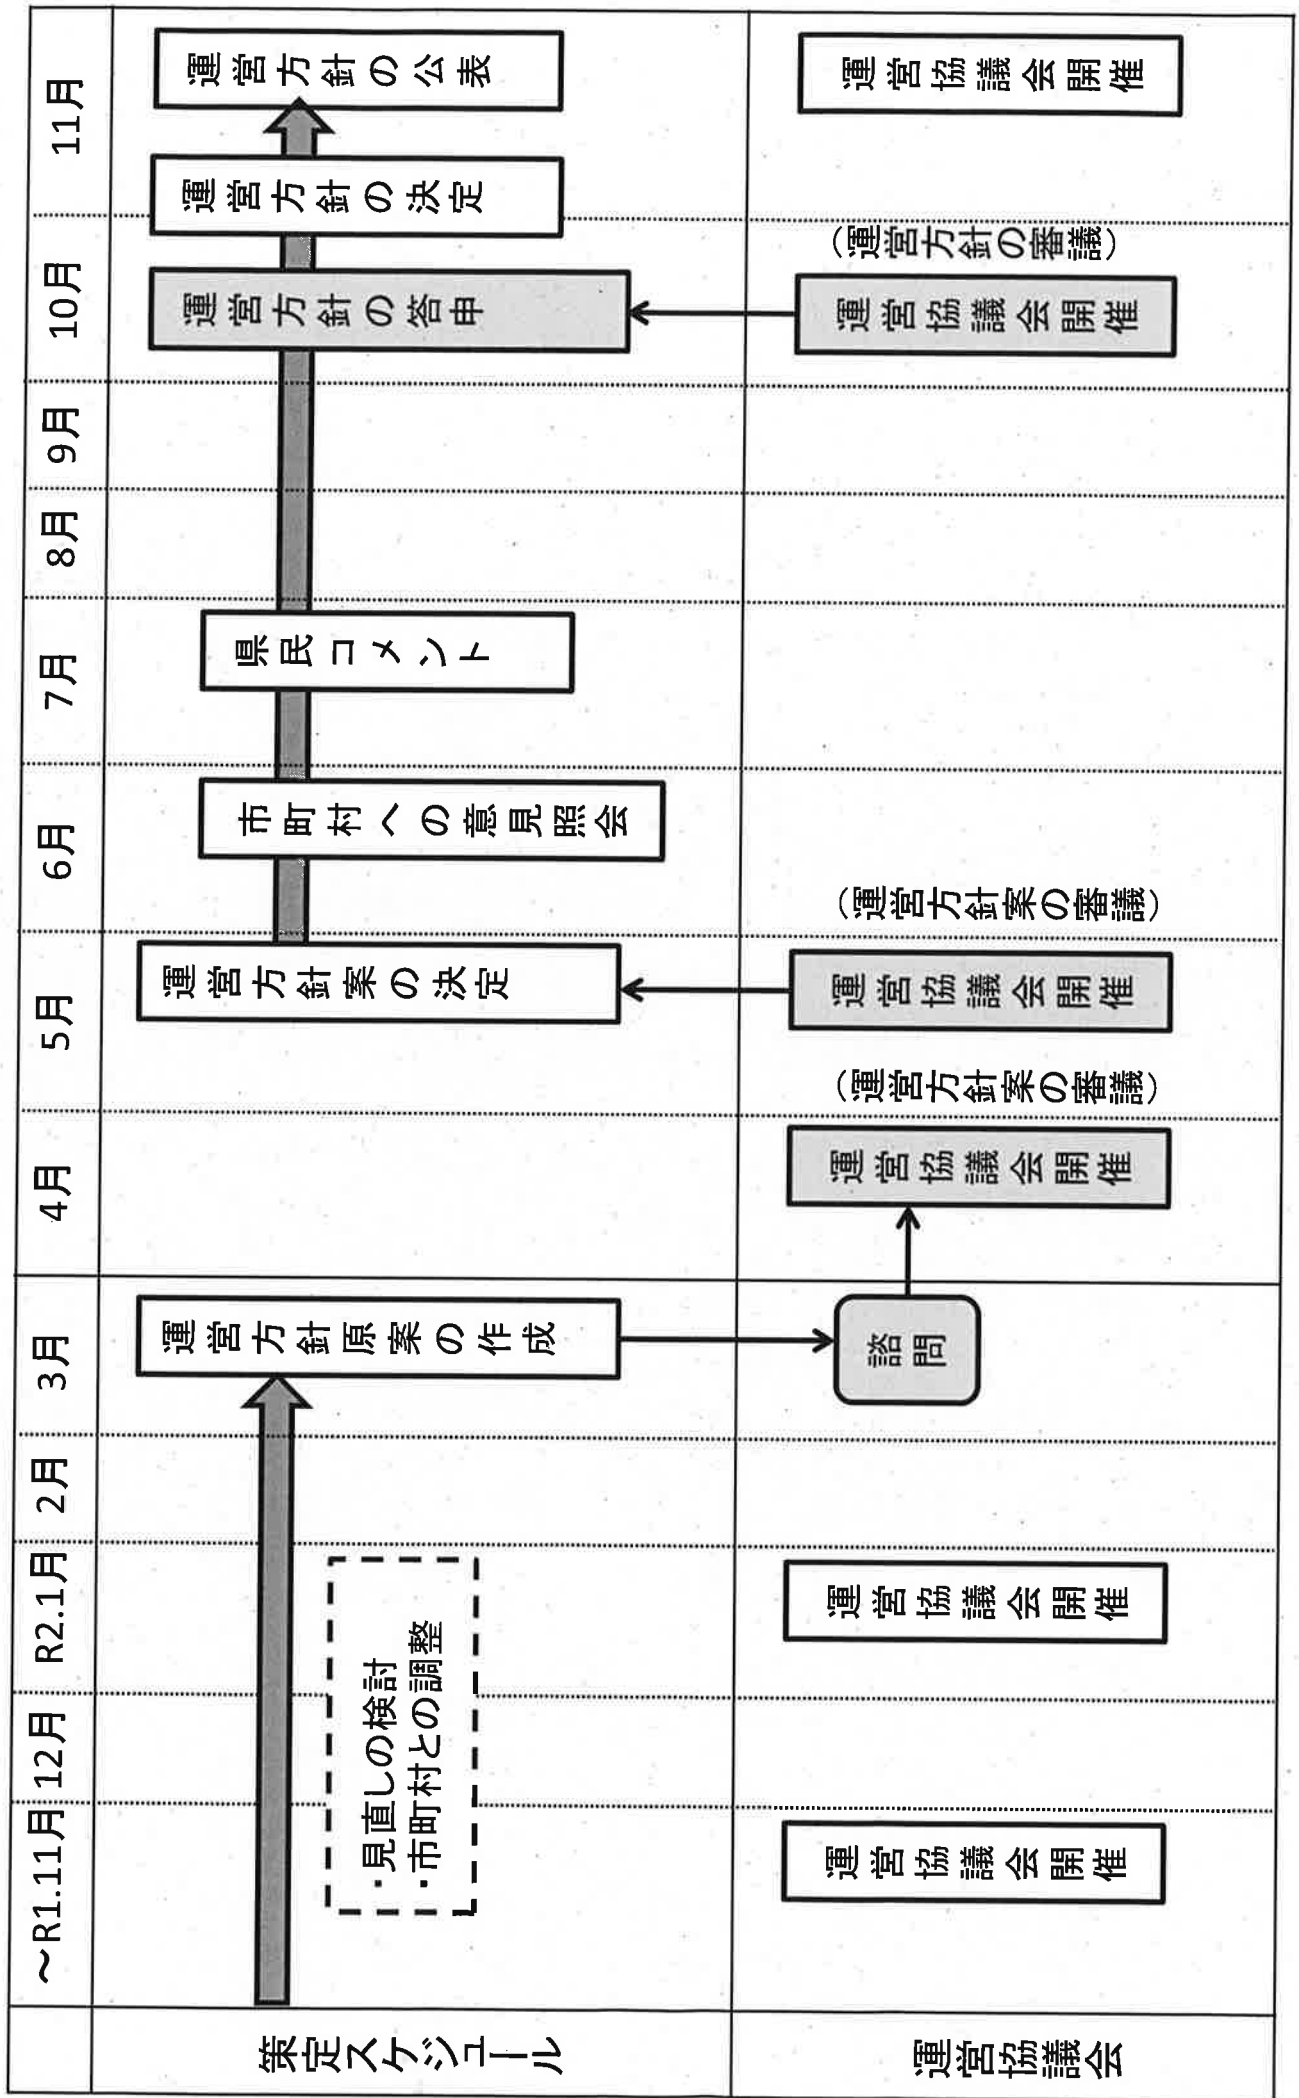 ～R1.11月
12月
R2.1月
2月
3月
4月
5月
6月
7月
8月
9月
10月
11月
策定スケジュール
・見直しの検討
・市町村との調整
運営方針原案の作成
運営方針案の決定
市町村への意見照会
県民コメント
運営方針の答申
運営方針の決定
運営方針の公表
運営協議会
運営協議会開催
運営協議会開催
諮問
運営協議会開催
（運営方針案の審議）
運営協議会開催
（運営方針案の審議）
運営協議会開催
（運営方針の審議）
運営協議会開催